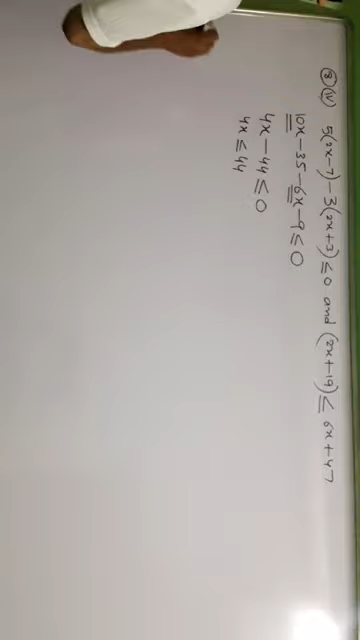 ⑧ (iv) 5(2x-7) - 3(2x+3) ≤ 0 and (2x+19) ≤ 6x+47
10x - 35 - 6x - 9 ≤ 0
4x - 44 ≤ 0
4x ≤ 44